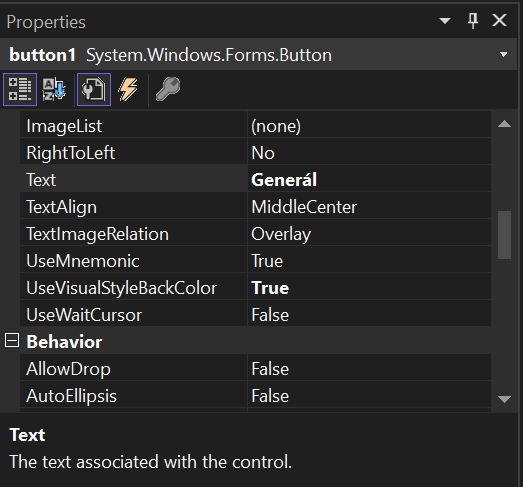 Properties
button1 System.Windows.Forms.Button
ImageList (none)
RightToLeft No
Text Generál
TextAlign MiddleCenter
TextImageRelation Overlay
UseMnemonic True
UseVisualStyleBackColor True
UseWaitCursor False
Behavior
AllowDrop False
AutoEllipsis False
Text
The text associated with the control.